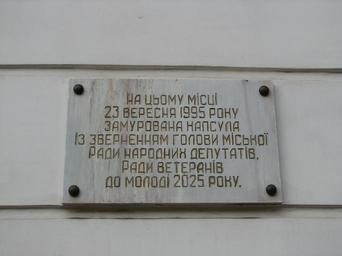 НА ЦЬОМУ МІСЦІ
23 ВЕРЕСНЯ 1995 РОКУ
ЗАМУРОВАНА КАПСУЛА
ІЗ ЗВЕРНЕННЯМ ГОЛОВИ МІСЬКОЇ
РАДИ НАРОДНИХ ДЕПУТАТІВ,
РАДИ ВЕТЕРАНІВ
ДО МОЛОДІ 2025 РОКУ.